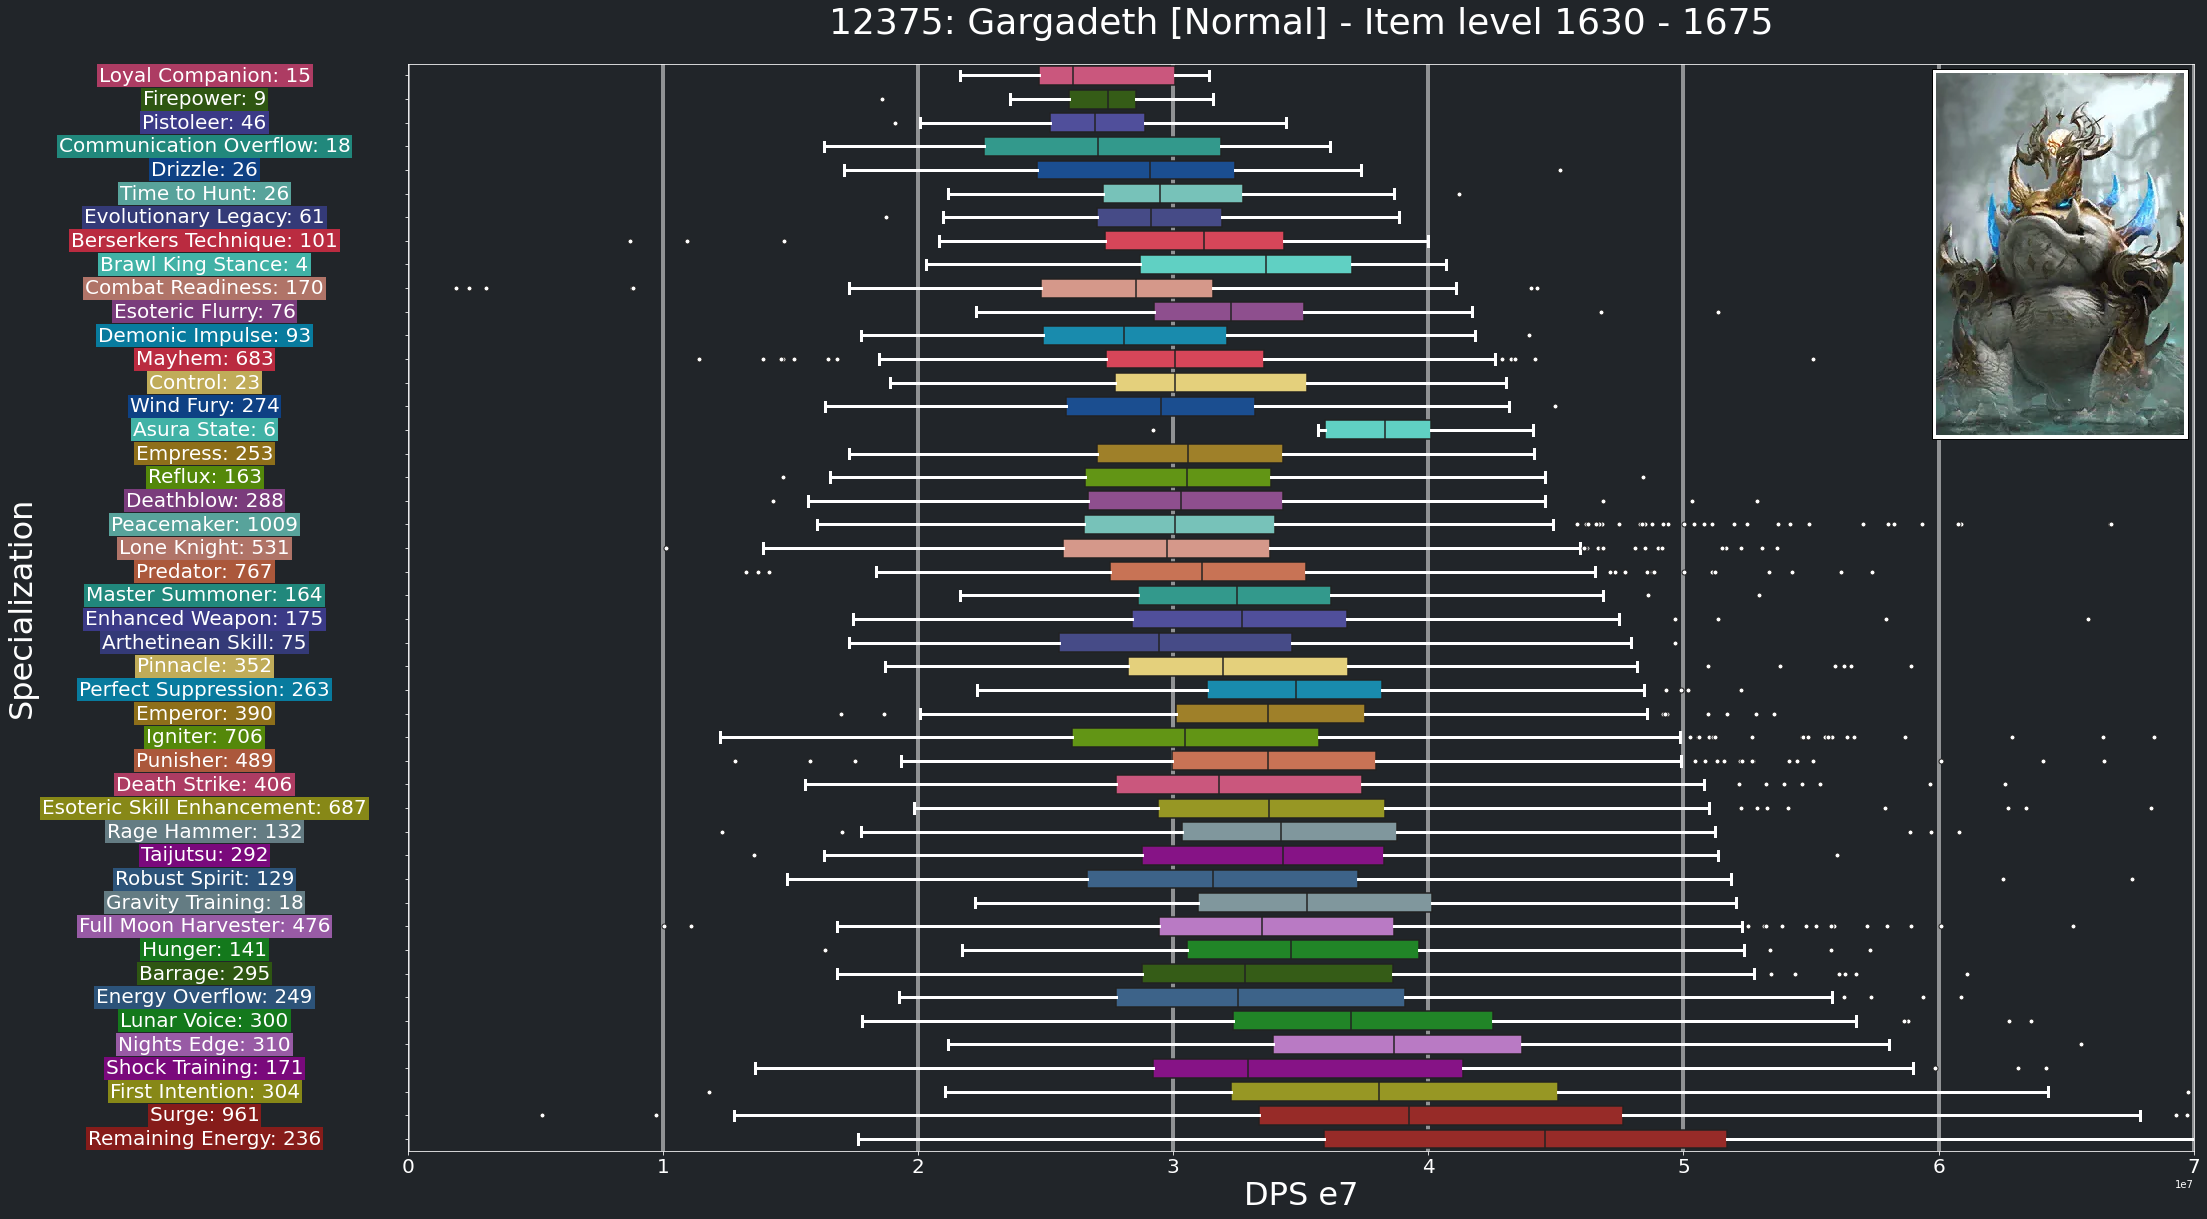 12375: Gargadeth [Normal] - Item level 1630 - 1675
Specialization
Loyal Companion: 15
Firepower: 9
Pistoleer: 46
Communication Overflow: 18
Drizzle: 26
Time to Hunt: 26
Evolutionary Legacy: 61
Berserkers Technique: 101
Brawl King Stance: 4
Combat Readiness: 170
Esoteric Flurry: 76
Demonic Impulse: 93
Mayhem: 683
Control: 23
Wind Fury: 274
Asura State: 6
Empress: 253
Reflux: 163
Deathblow: 288
Peacemaker: 1009
Lone Knight: 531
Predator: 767
Master Summoner: 164
Enhanced Weapon: 175
Arthetinean Skill: 75
Pinnacle: 352
Perfect Suppression: 263
Emperor: 390
Igniter: 706
Punisher: 489
Death Strike: 406
Esoteric Skill Enhancement: 687
Rage Hammer: 132
Taijutsu: 292
Robust Spirit: 129
Gravity Training: 18
Full Moon Harvester: 476
Hunger: 141
Barrage: 295
Energy Overflow: 249
Lunar Voice: 300
Nights Edge: 310
Shock Training: 171
First Intention: 304
Surge: 961
Remaining Energy: 236
0 1 2 3 4 5 6 7
1e7
DPS e7